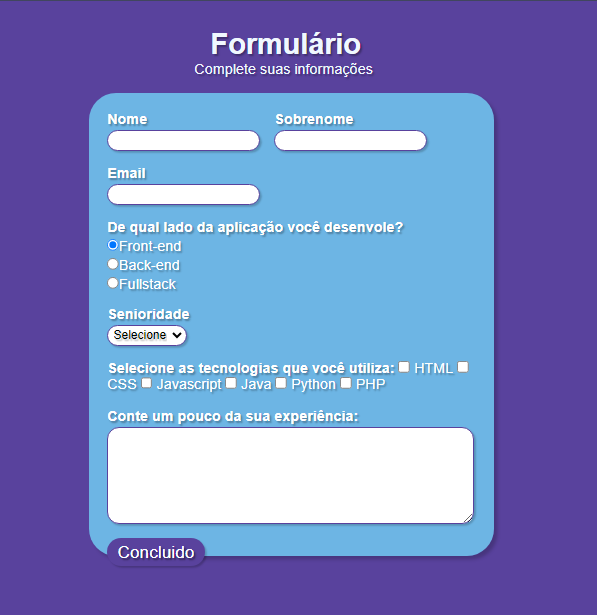 Formulário
Complete suas informações
Nome Sobrenome
Email
De qual lado da aplicação você desenvole?
Front-end
Back-end
Fullstack
Senioridade
Selecione
Selecione as tecnologias que você utiliza: HTML
CSS Javascript Java Python PHP
Conte um pouco da sua experiência:
Concluido